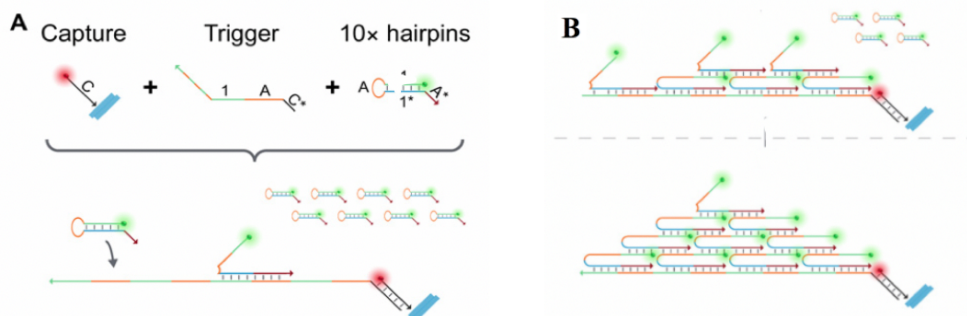 A
Capture
Trigger
10× hairpins
B
C
+
1
A
C*
+
A
1*
A*